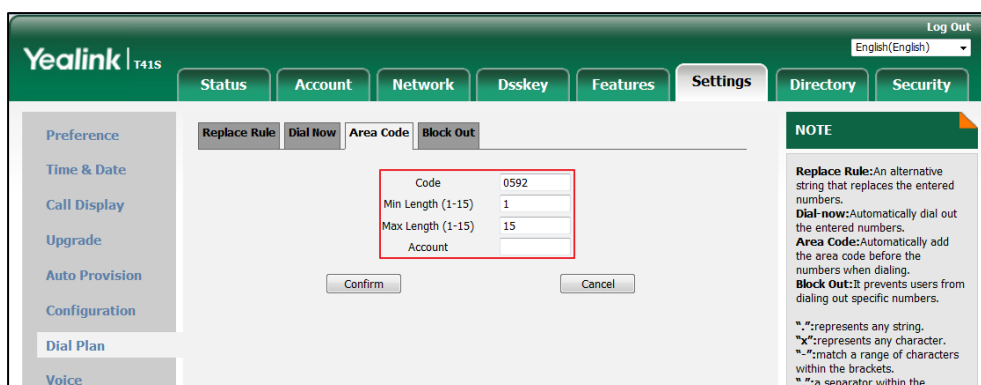 Log Out
English(English)
Yealink | T41S
Status Account Network Dsskey Features Settings Directory Security
Preference
Time & Date
Call Display
Upgrade
Auto Provision
Configuration
Dial Plan
Voice
Replace Rule Dial Now Area Code Block Out
Code 0592
Min Length (1-15) 1
Max Length (1-15) 15
Account
Confirm Cancel
NOTE
Replace Rule:An alternative
string that replaces the entered
numbers.
Dial-now:Automatically dial out
the entered numbers.
Area Code:Automatically add
the area code before the
numbers when dialing.
Block Out:It prevents users from
dialing out specific numbers.
".":represents any string.
"x":represents any character.
"-":match a range of characters
within the brackets.
",":a separator within the